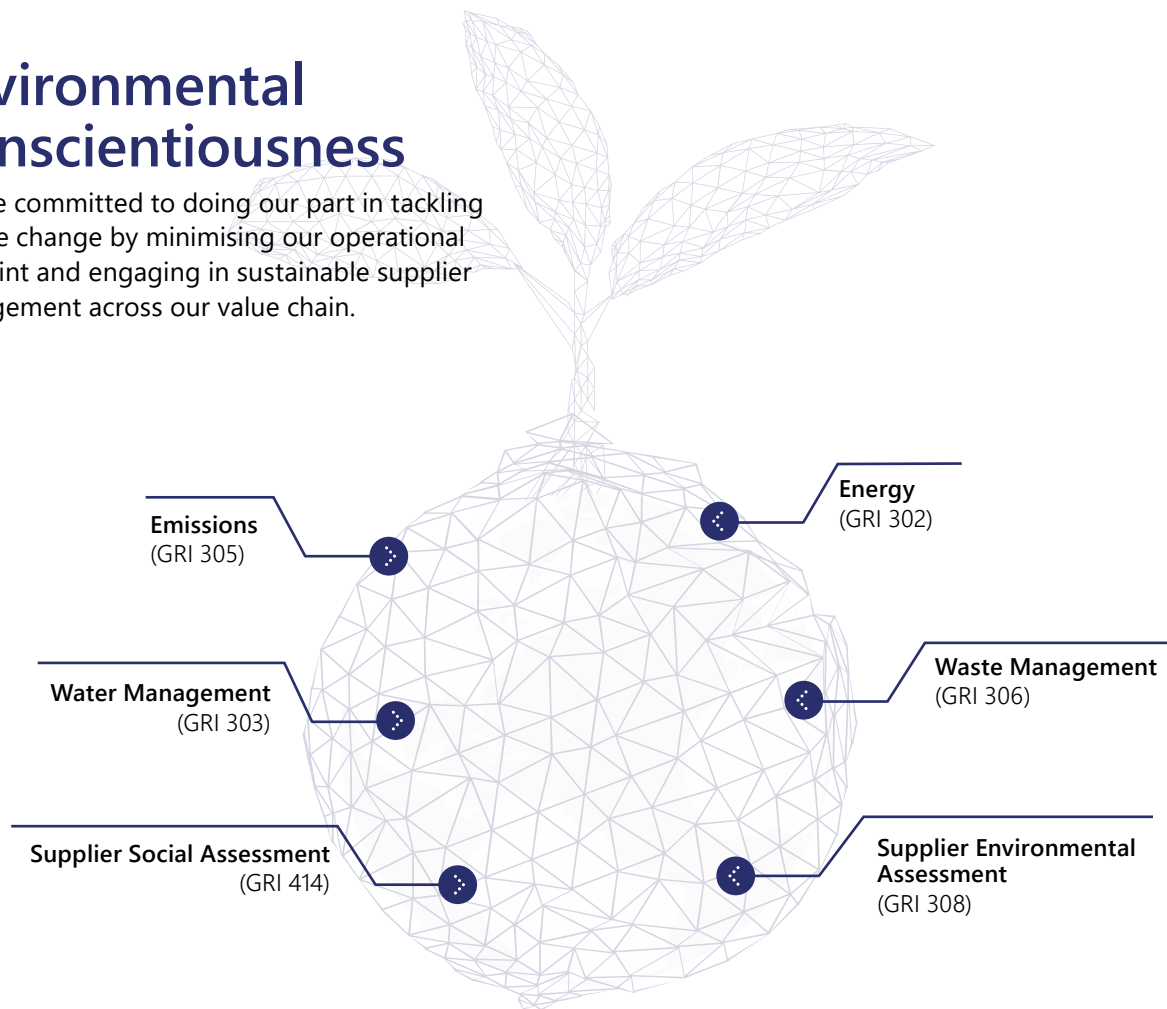 vironmental
nscientiousness
e committed to doing our part in tackling
e change by minimising our operational
int and engaging in sustainable supplier
gement across our value chain.
Energy
(GRI 302)
Emissions
(GRI 305)
Waste Management
(GRI 306)
Water Management
(GRI 303)
Supplier Environmental
Assessment
(GRI 308)
Supplier Social Assessment
(GRI 414)